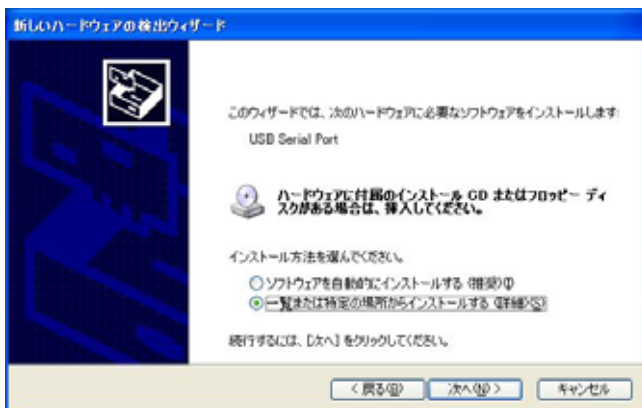 新しいハードウェアの検出ウィザード
このウィザードでは、次のハードウェアに必要なソフトウェアをインストールします:
USB Serial Port
ハードウェアに付属のインストール CD またはフロッピー ディ
スクがある場合は、挿入してください。
インストール方法を選んでください。
ソフトウェアを自動的にインストールする (推奨)(I)
一覧または特定の場所からインストールする (詳細)(S)
続行するには、[次へ] をクリックしてください。
< 戻る(B)
次へ(N) >
キャンセル